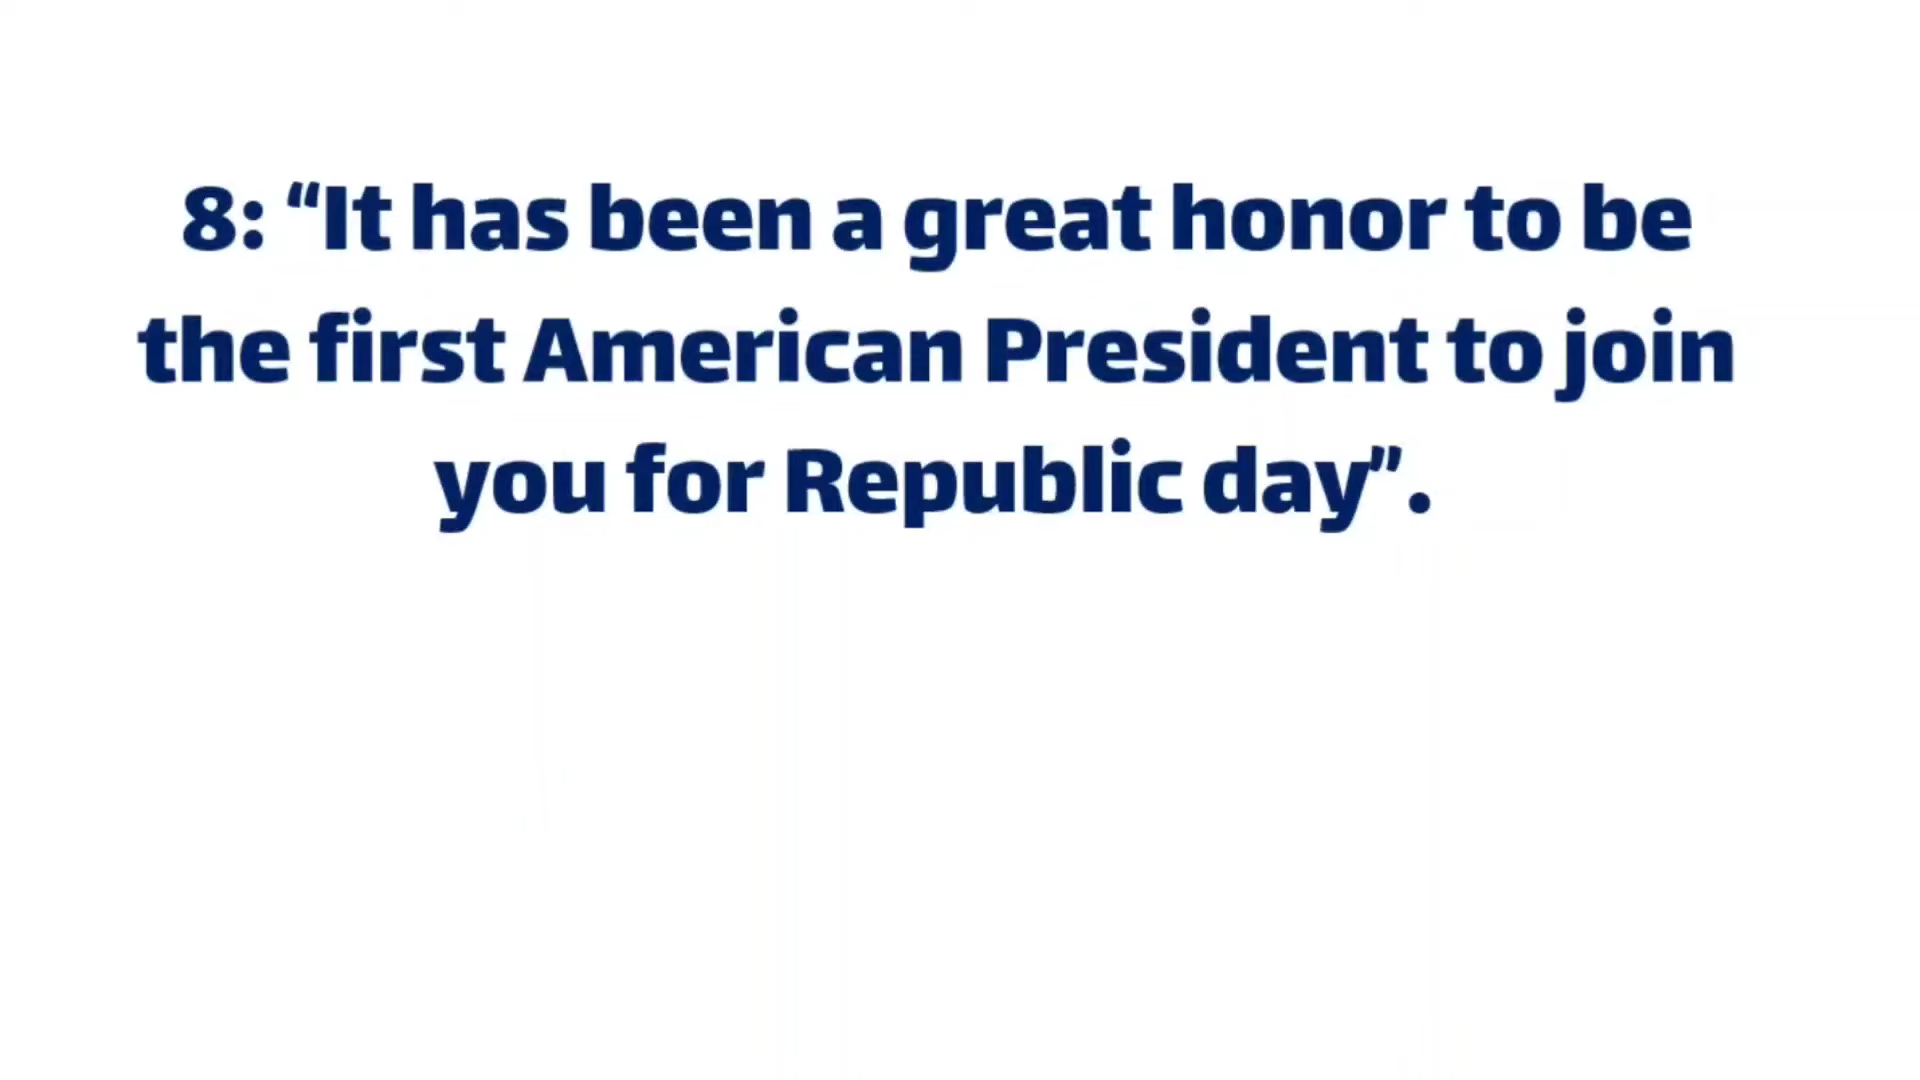 8: “It has been a great honor to be
the first American President to join
you for Republic day”.